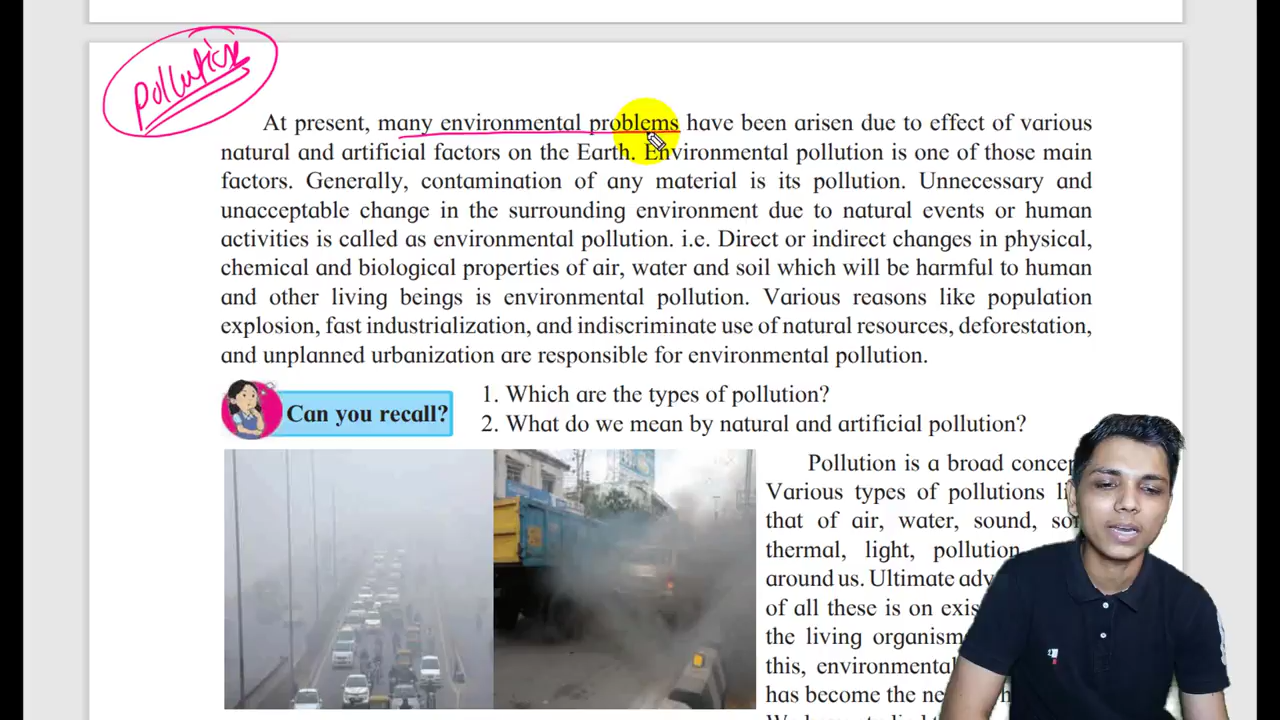 pollution
At present, many environmental problems have been arisen due to effect of various
natural and artificial factors on the Earth. Environmental pollution is one of those main
factors. Generally, contamination of any material is its pollution. Unnecessary and
unacceptable change in the surrounding environment due to natural events or human
activities is called as environmental pollution. i.e. Direct or indirect changes in physical,
chemical and biological properties of air, water and soil which will be harmful to human
and other living beings is environmental pollution. Various reasons like population
explosion, fast industrialization, and indiscriminate use of natural resources, deforestation,
and unplanned urbanization are responsible for environmental pollution.
Can you recall?
1. Which are the types of pollution?
2. What do we mean by natural and artificial pollution?
Pollution is a broad
Various types of pollutions
that of air, water, sound,
thermal, light, pollution
around us. Ultimate
of all these is on
the living
this, environmental
has become the